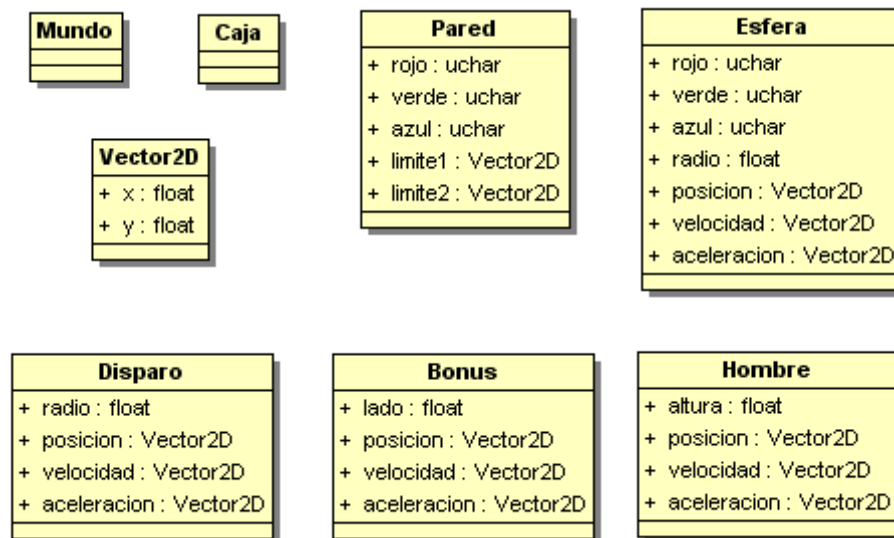 Mundo
Caja
Vector2D
+ x : float
+ y : float
Pared
+ rojo : uchar
+ verde : uchar
+ azul : uchar
+ limite1 : Vector2D
+ limite2 : Vector2D
Esfera
+ rojo : uchar
+ verde : uchar
+ azul : uchar
+ radio : float
+ posicion : Vector2D
+ velocidad : Vector2D
+ aceleracion : Vector2D
Disparo
+ radio : float
+ posicion : Vector2D
+ velocidad : Vector2D
+ aceleracion : Vector2D
Bonus
+ lado : float
+ posicion : Vector2D
+ velocidad : Vector2D
+ aceleracion : Vector2D
Hombre
+ altura : float
+ posicion : Vector2D
+ velocidad : Vector2D
+ aceleracion : Vector2D